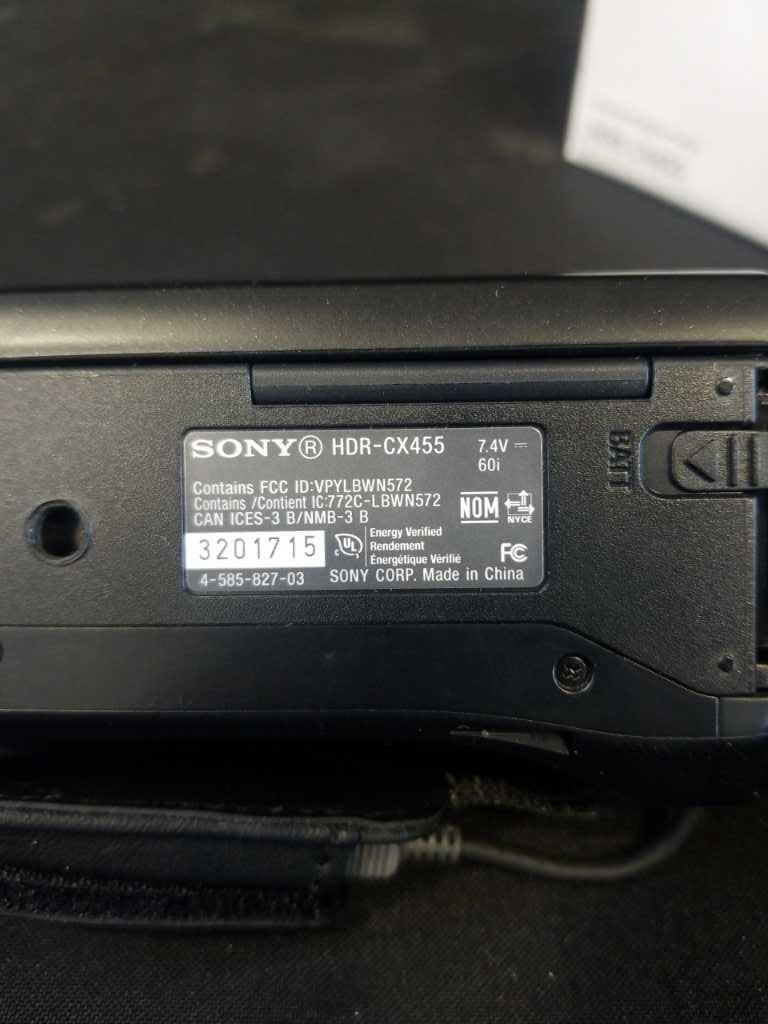 SONY® HDR-CX455 7.4V ⎓
60i
Contains FCC ID:VPYLBWN572
Contains /Contient IC:772C-LBWN572
CAN ICES-3 B/NMB-3 B
NOM NYCE
3201715 c UL Energy Verified
Rendement
Énergétique Vérifié FC
4-585-827-03 SONY CORP. Made in China
BATT